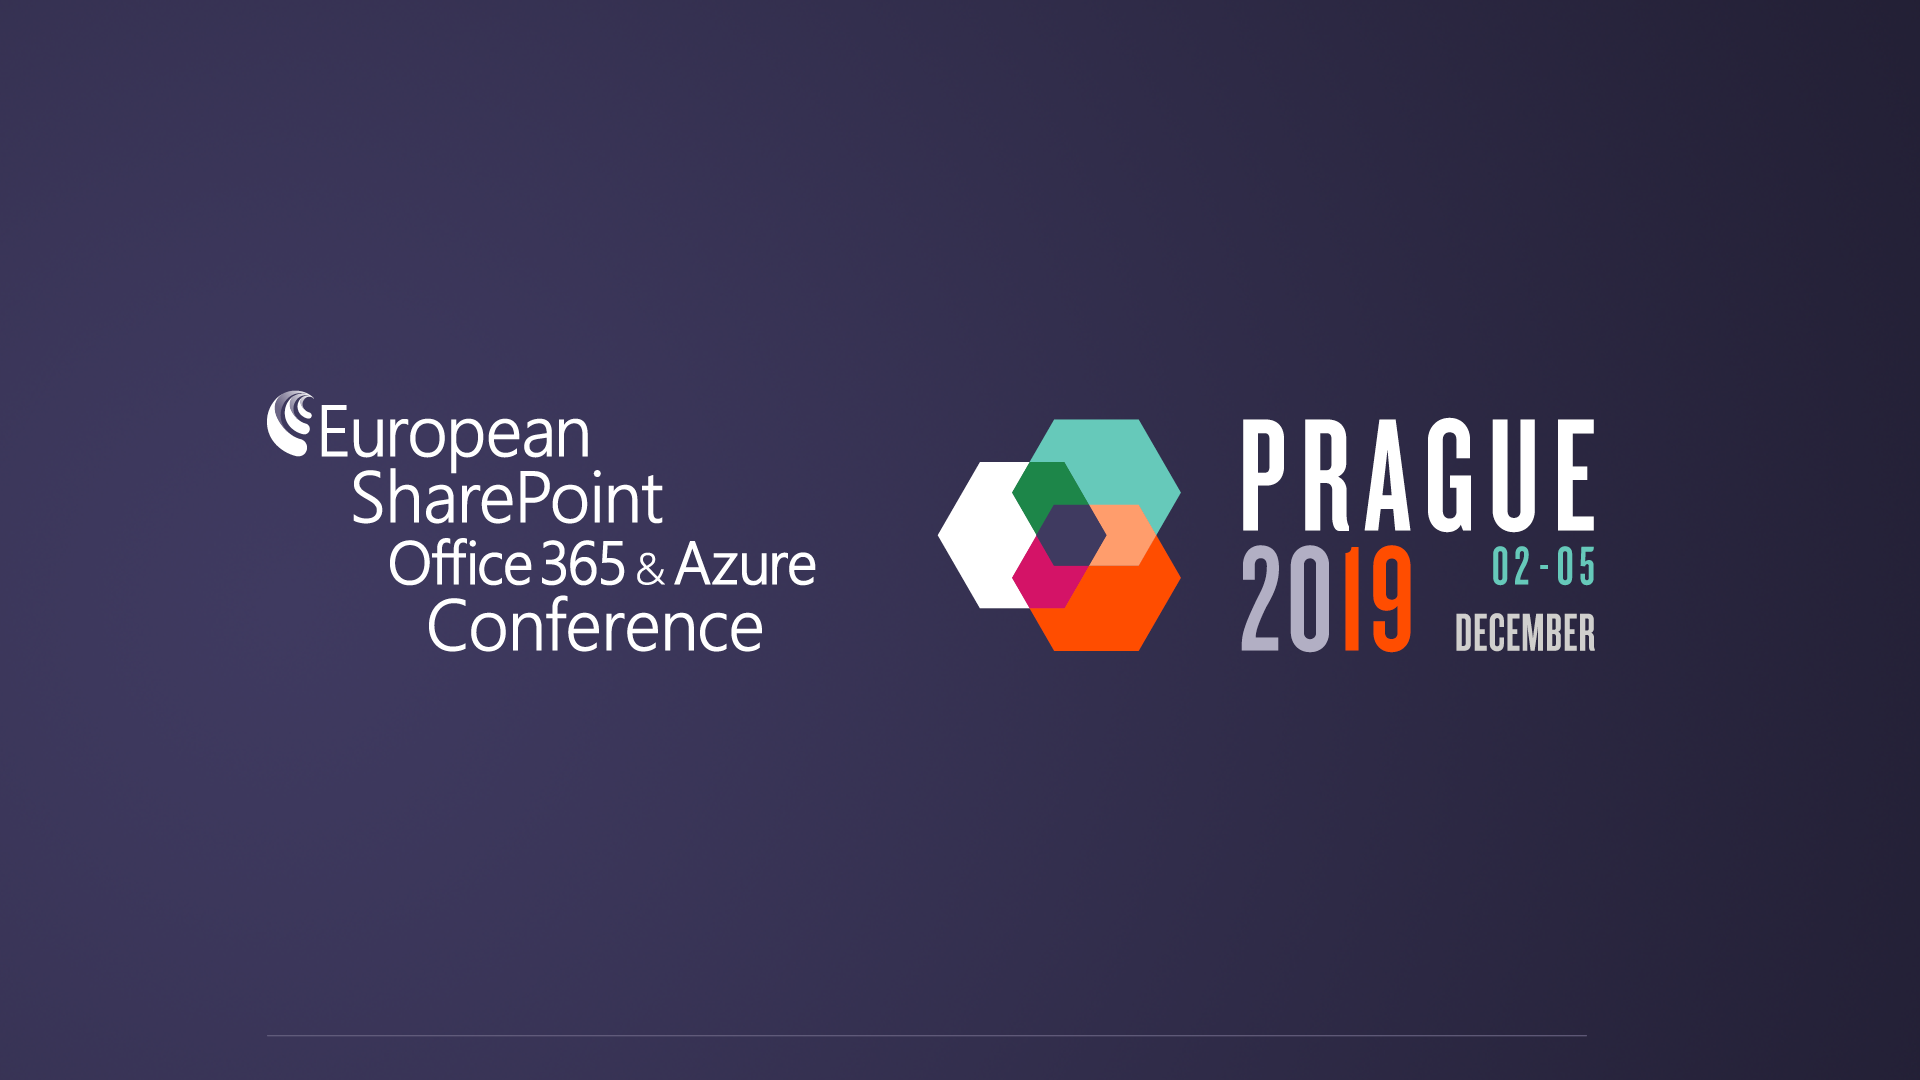 European
SharePoint
Office 365 & Azure
Conference
PRAGUE
2019
02-05
DECEMBER